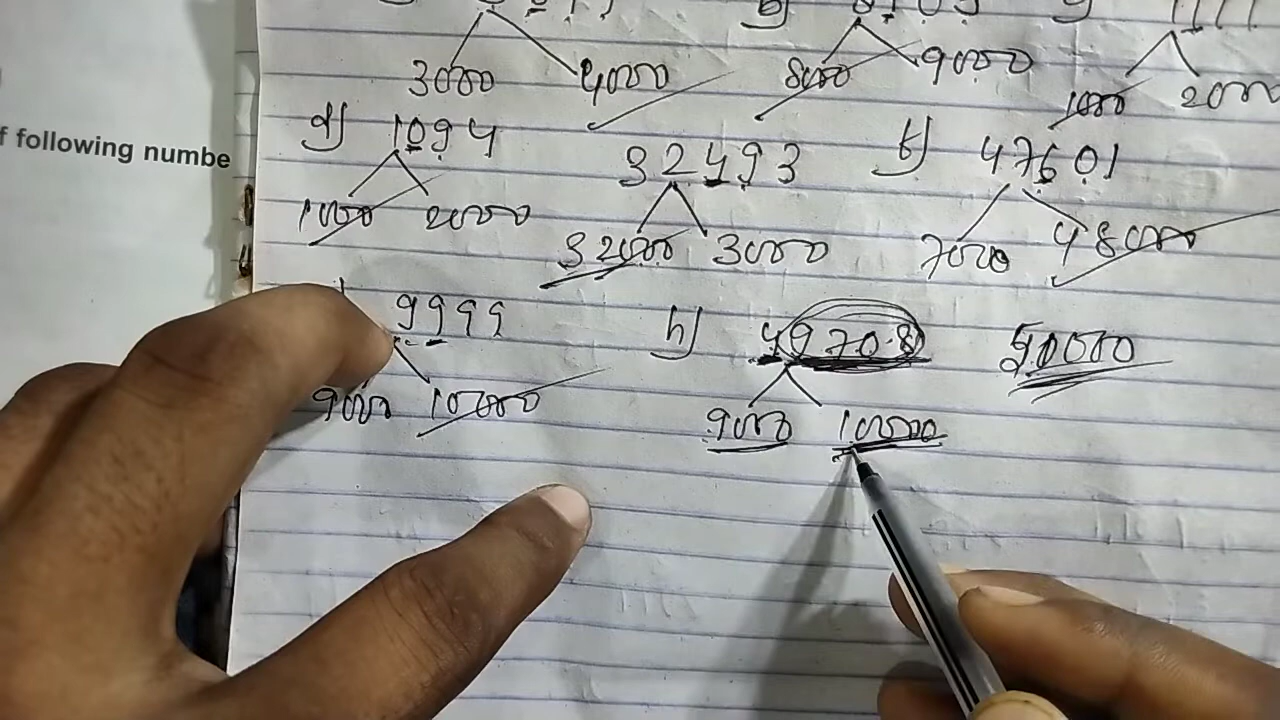 3000 4000 8000 9000 1000 2000
f following numbe
d) 1094 32493 f) 47601
1000 2000 32000 3000 7000 48000
9999 h) 49708 50000
9000 10000 9000 10000